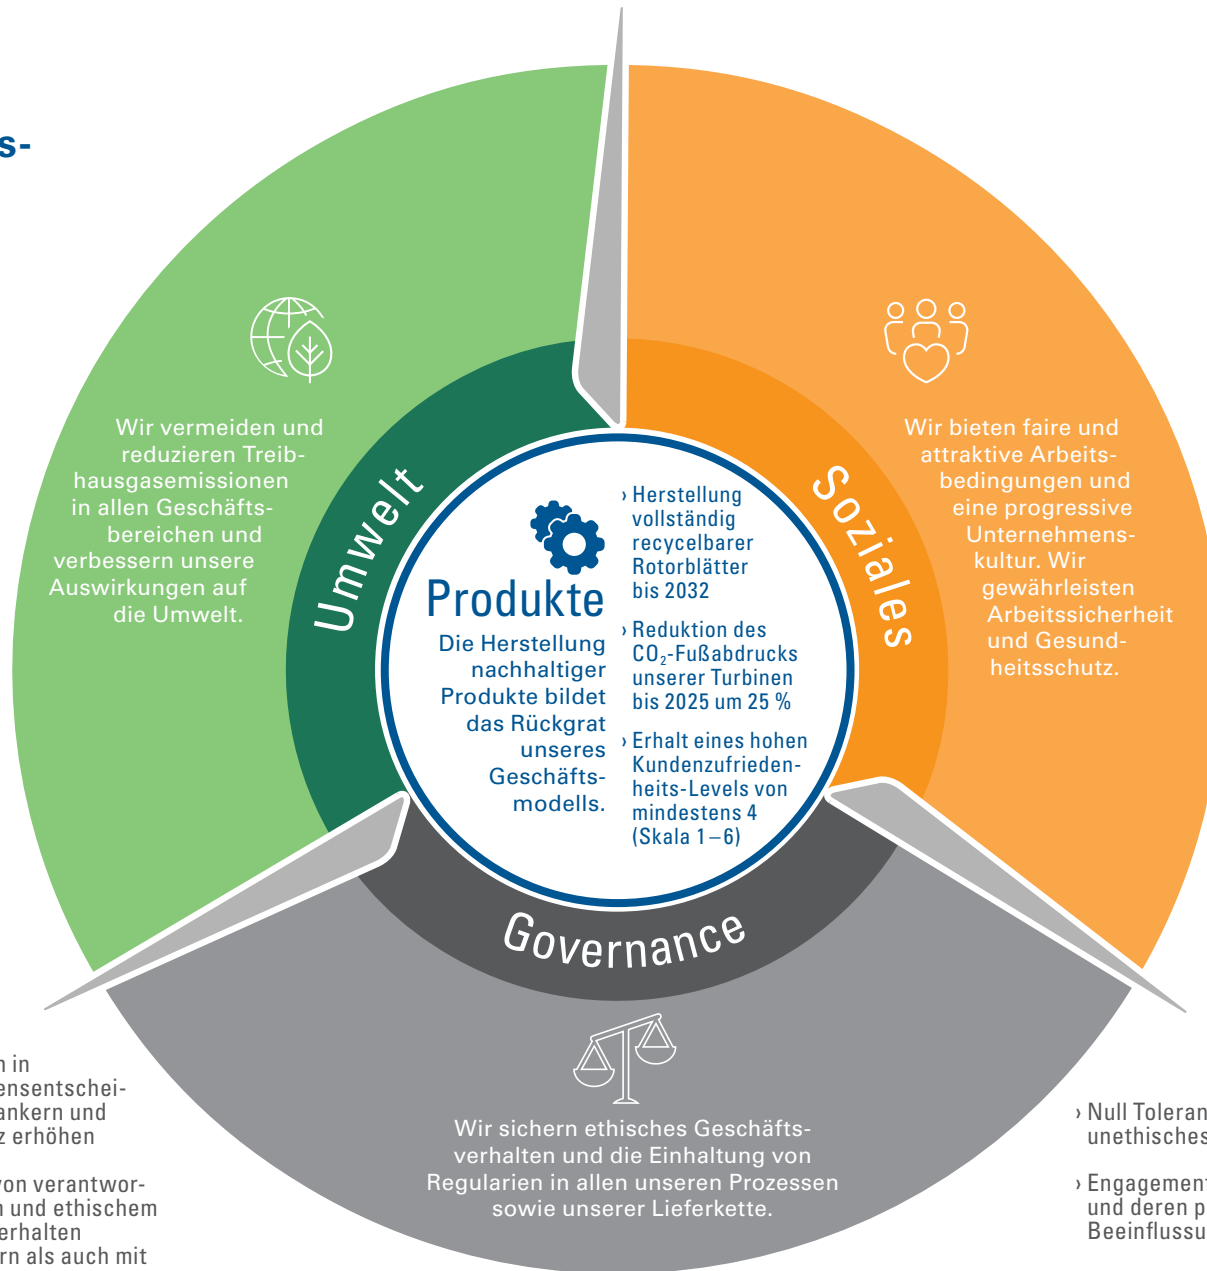 s-
Wir vermeiden und
reduzieren Treib-
hausgasemissionen
in allen Geschäfts-
bereichen und
verbessern unsere
Auswirkungen auf
die Umwelt.
Umwelt
Produkte
Die Herstellung
nachhaltiger
Produkte bildet
das Rückgrat
unseres
Geschäfts-
modells.
› Herstellung
vollständig
recycelbarer
Rotorblätter
bis 2032
› Reduktion des
CO₂-Fußabdrucks
unserer Turbinen
bis 2025 um 25 %
› Erhalt eines hohen
Kundenzufrieden-
heits-Levels von
mindestens 4
(Skala 1–6)
Soziales
Wir bieten faire und
attraktive Arbeits-
bedingungen und
eine progressive
Unternehmens-
kultur. Wir
gewährleisten
Arbeitssicherheit
und Gesund-
heitsschutz.
Governance
Wir sichern ethisches Geschäfts-
verhalten und die Einhaltung von
Regularien in allen unseren Prozessen
sowie unserer Lieferkette.
n in
ensentschei-
ankern und
z erhöhen
von verantwor-
n und ethischem
erhalten
rn als auch mit
› Null Toleran
unethisches
› Engagement
und deren p
Beeinflussu